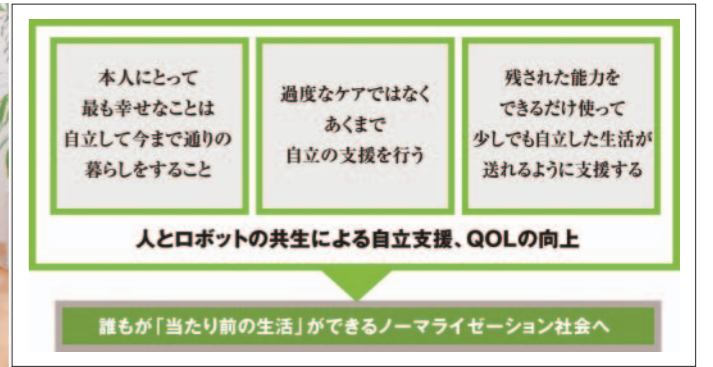 本人にとって
最も幸せなことは
自立して今まで通りの
暮らしをすること
過度なケアではなく
あくまで
自立の支援を行う
残された能力を
できるだけ使って
少しでも自立した生活が
送れるように支援する
人とロボットの共生による自立支援、QOLの向上
誰もが「当たり前の生活」ができるノーマライゼーション社会へ